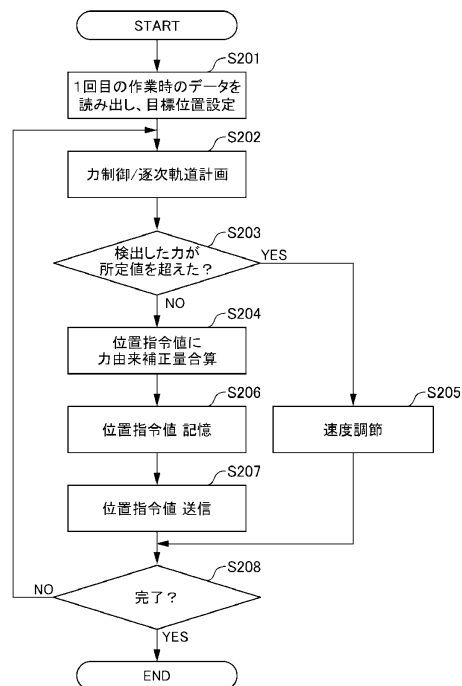 START
S201
1回目の作業時のデータを
読み出し、目標位置設定
S202
力制御/逐次軌道計画
S203
検出した力が
所定値を超えた?
YES
NO
S204
位置指令値に
力由来補正量合算
S205
速度調節
S206
位置指令値 記憶
S207
位置指令値 送信
S208
完了?
NO
YES
END